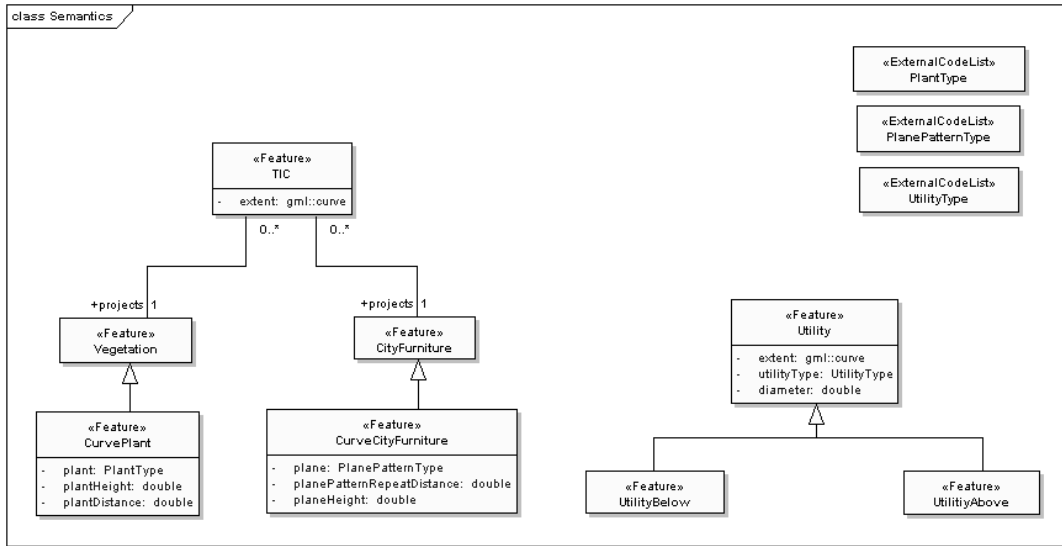 class Semantics
«ExternalCodeList»
PlantType
«ExternalCodeList»
PlanePatternType
«ExternalCodeList»
UtilityType
«Feature»
TIC
- extent: gml::curve
0..*
0..*
+projects 1
+projects 1
«Feature»
Vegetation
«Feature»
CityFurniture
«Feature»
CurvePlant
- plant: PlantType
- plantHeight: double
- plantDistance: double
«Feature»
CurveCityFurniture
- plane: PlanePatternType
- planePatternRepeatDistance: double
- planeHeight: double
«Feature»
Utility
- extent: gml::curve
- utilityType: UtilityType
- diameter: double
«Feature»
UtilityBelow
«Feature»
UtilitiyAbove